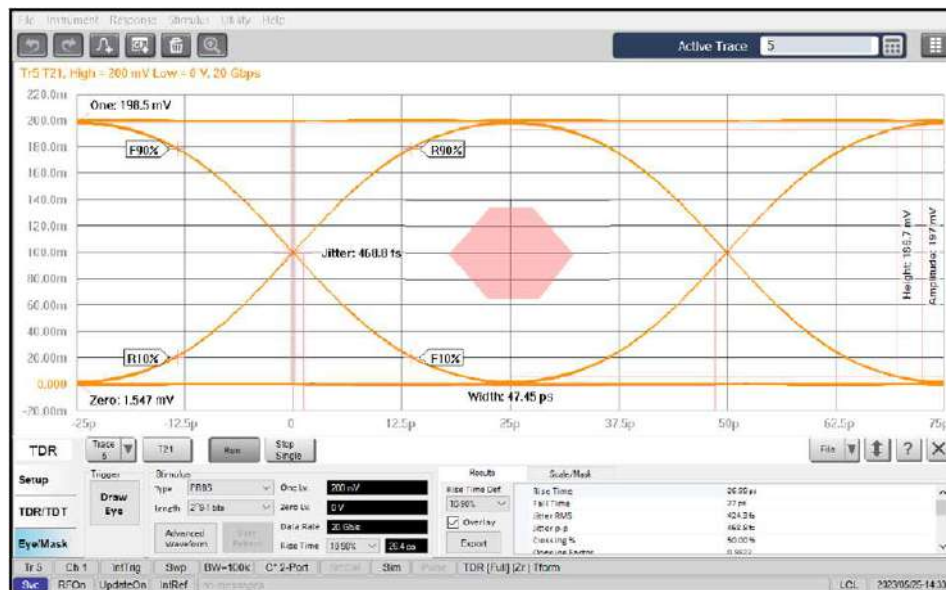 File Instrument Response Stimulus Utility Help
Active Trace 5
Tr5 T21, High = 200 mV Low = 0 V, 20 Gbps
220.0m
One: 198.5 mV
200.0m
F90% R90%
180.0m
160.0m
140.0m
120.0m
100.0m Jitter: 468.8 fs
80.00m
60.00m
40.00m
20.00m R10% F10%
0.000
Zero: 1.547 mV Width: 47.45 ps
-20.00m
Amplitude: 197 mV
-25p -12.5p 0 12.5p 25p 37.5p 50p 62.5p 75p
TDR Trace 5 T21 Run Stop Single File ? X
Setup
TDR/TDT
Eye/Mask
Trigger
Draw Eye
Stimulus
Type PRBS One Lv. 200 mV
Length 2^9-1 bits Zero Lv. 0 V
Data Rate 20 Gb/s
Advanced Waveform Rise Time 10-90%
Results Scale/Mask
Rise Time Def
10-90%
Overlay
Export
Rise Time
Fall Time 27 ps
Jitter RMS
Jitter p-p
Crossing % 50.00%
Opening Factor
Tr 5 Ch 1 IntTrig Swp BW=100k C* 2-Port Sim TDR [Full] |Zr| Tform
Svc RFOn UpdateOn IntRef no messages LCL